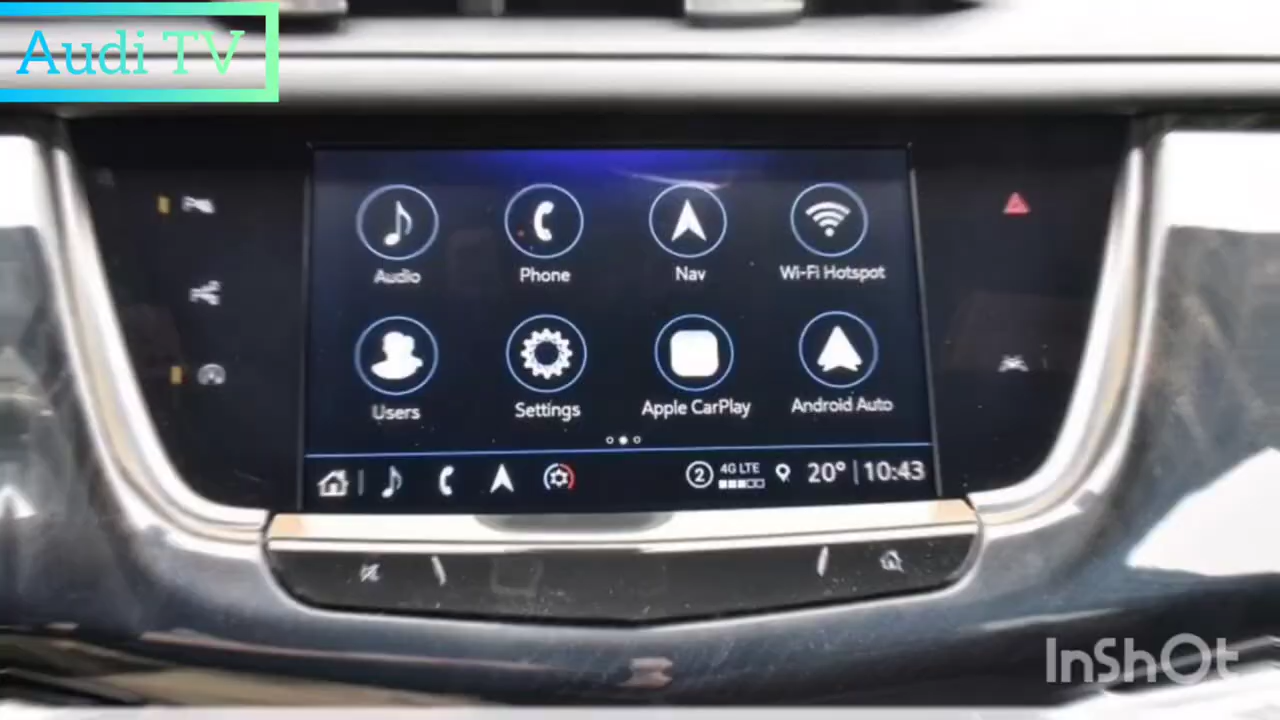 Audi TV
Audio Phone Nav Wi-Fi Hotspot
Users Settings Apple CarPlay Android Auto
2 4G LTE 20° 10:43
InShOt